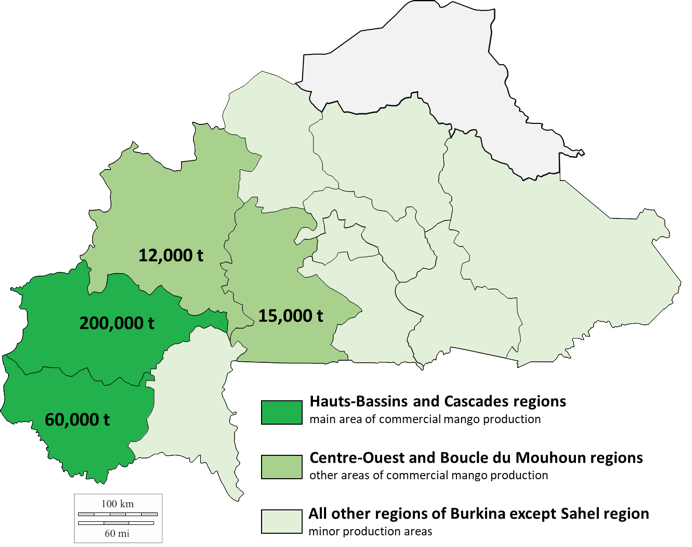 12,000 t
15,000 t
200,000 t
60,000 t
Hauts-Bassins and Cascades regions
main area of commercial mango production
Centre-Ouest and Boucle du Mouhoun regions
other areas of commercial mango production
All other regions of Burkina except Sahel region
minor production areas
100 km
60 mi